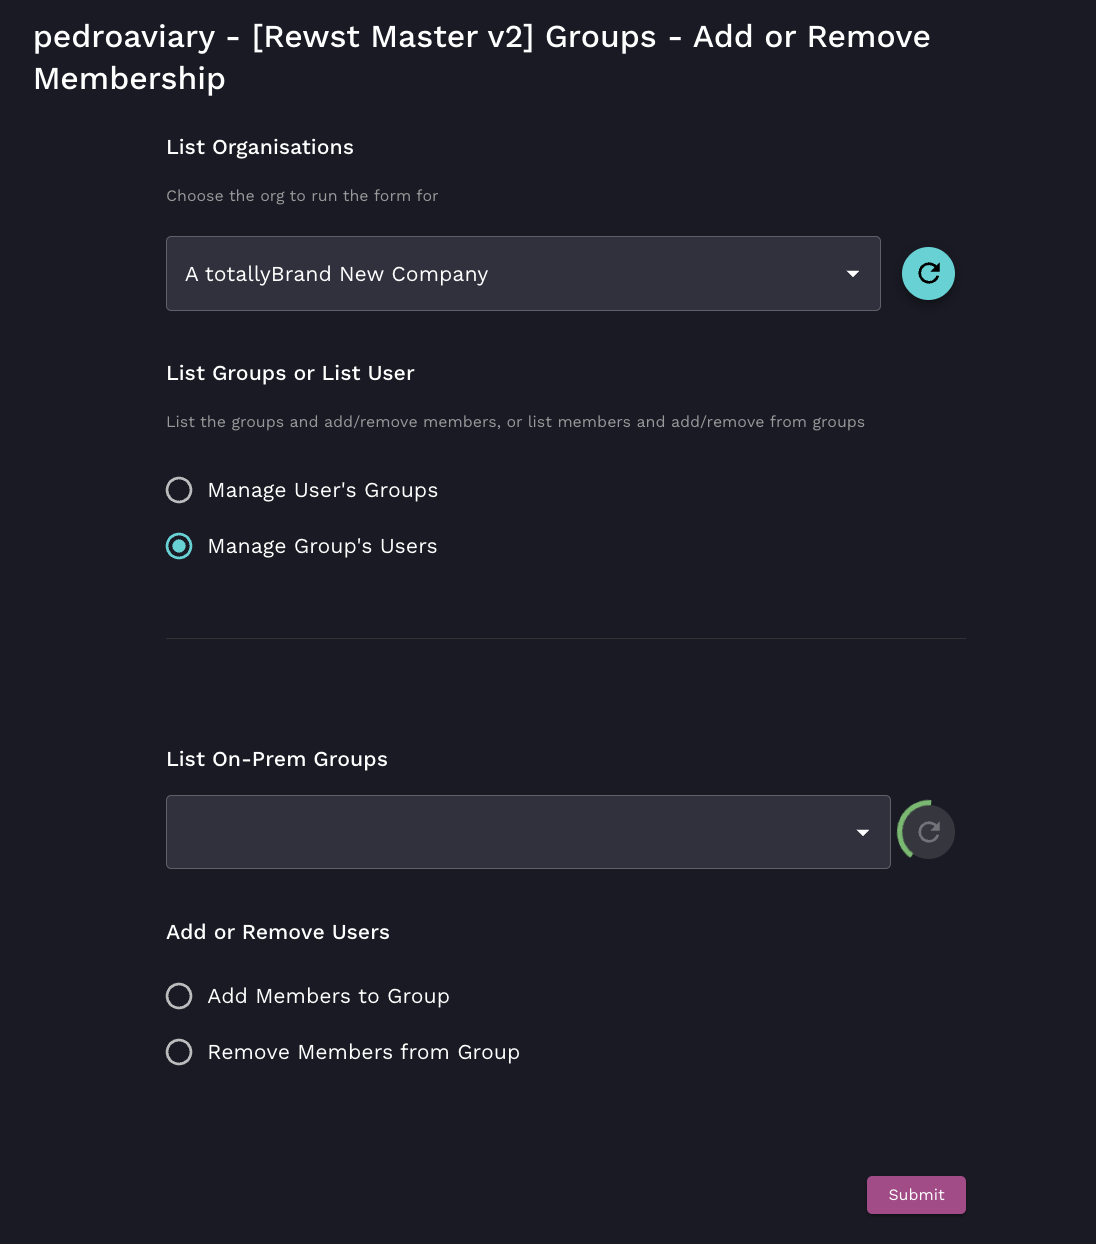 pedroaviary - [Rewst Master v2] Groups - Add or Remove
Membership
List Organisations
Choose the org to run the form for
A totallyBrand New Company
List Groups or List User
List the groups and add/remove members, or list members and add/remove from groups
Manage User's Groups
Manage Group's Users
List On-Prem Groups
Add or Remove Users
Add Members to Group
Remove Members from Group
Submit